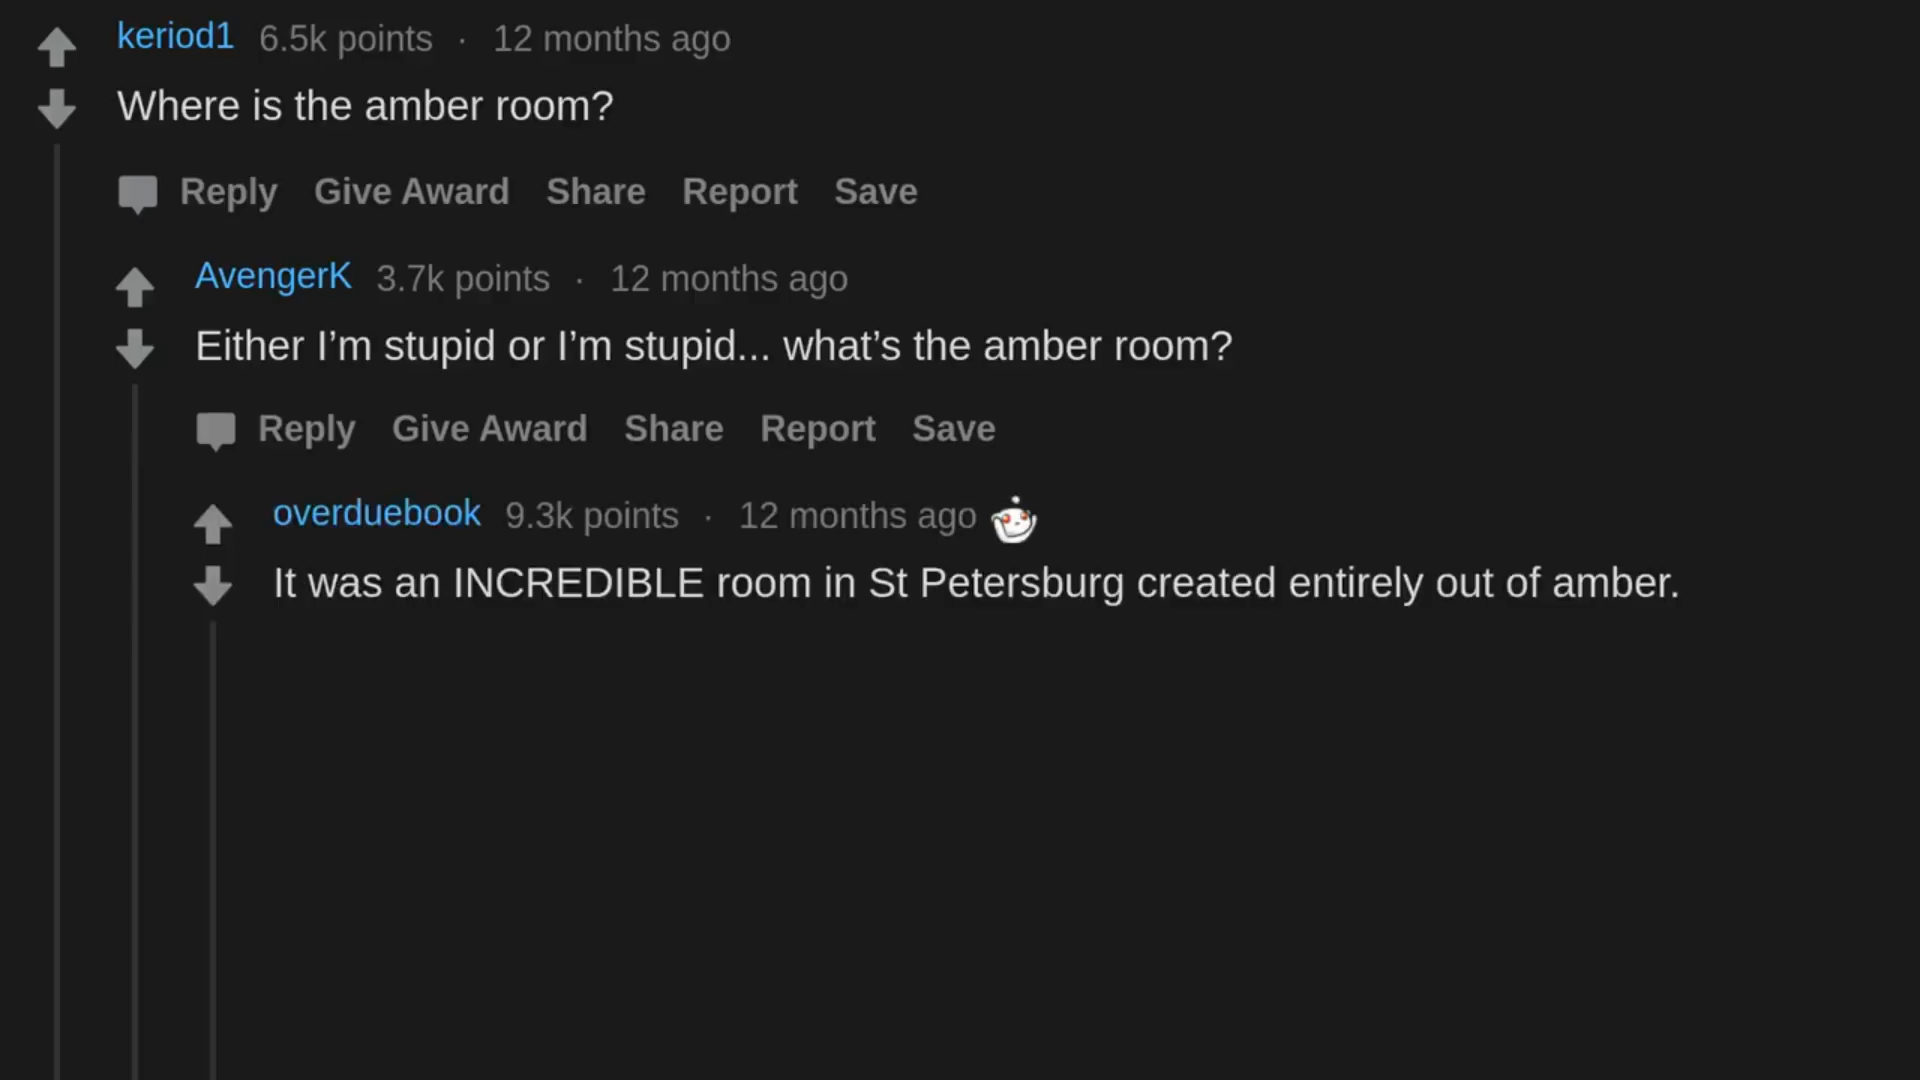 keriod1 6.5k points · 12 months ago
Where is the amber room?
Reply Give Award Share Report Save
AvengerK 3.7k points · 12 months ago
Either I’m stupid or I’m stupid... what’s the amber room?
Reply Give Award Share Report Save
overduebook 9.3k points · 12 months ago
It was an INCREDIBLE room in St Petersburg created entirely out of amber.